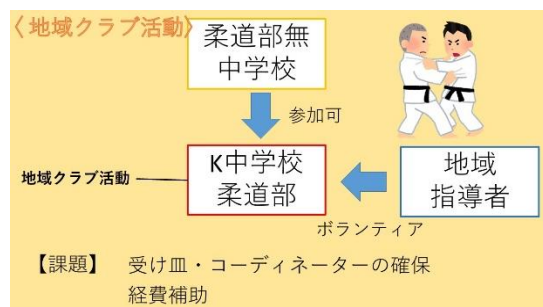 〈地域クラブ活動〉
柔道部無
中学校
参加可
地域クラブ活動
K中学校
柔道部
地域
指導者
ボランティア
【課題】 受け皿・コーディネーターの確保
経費補助